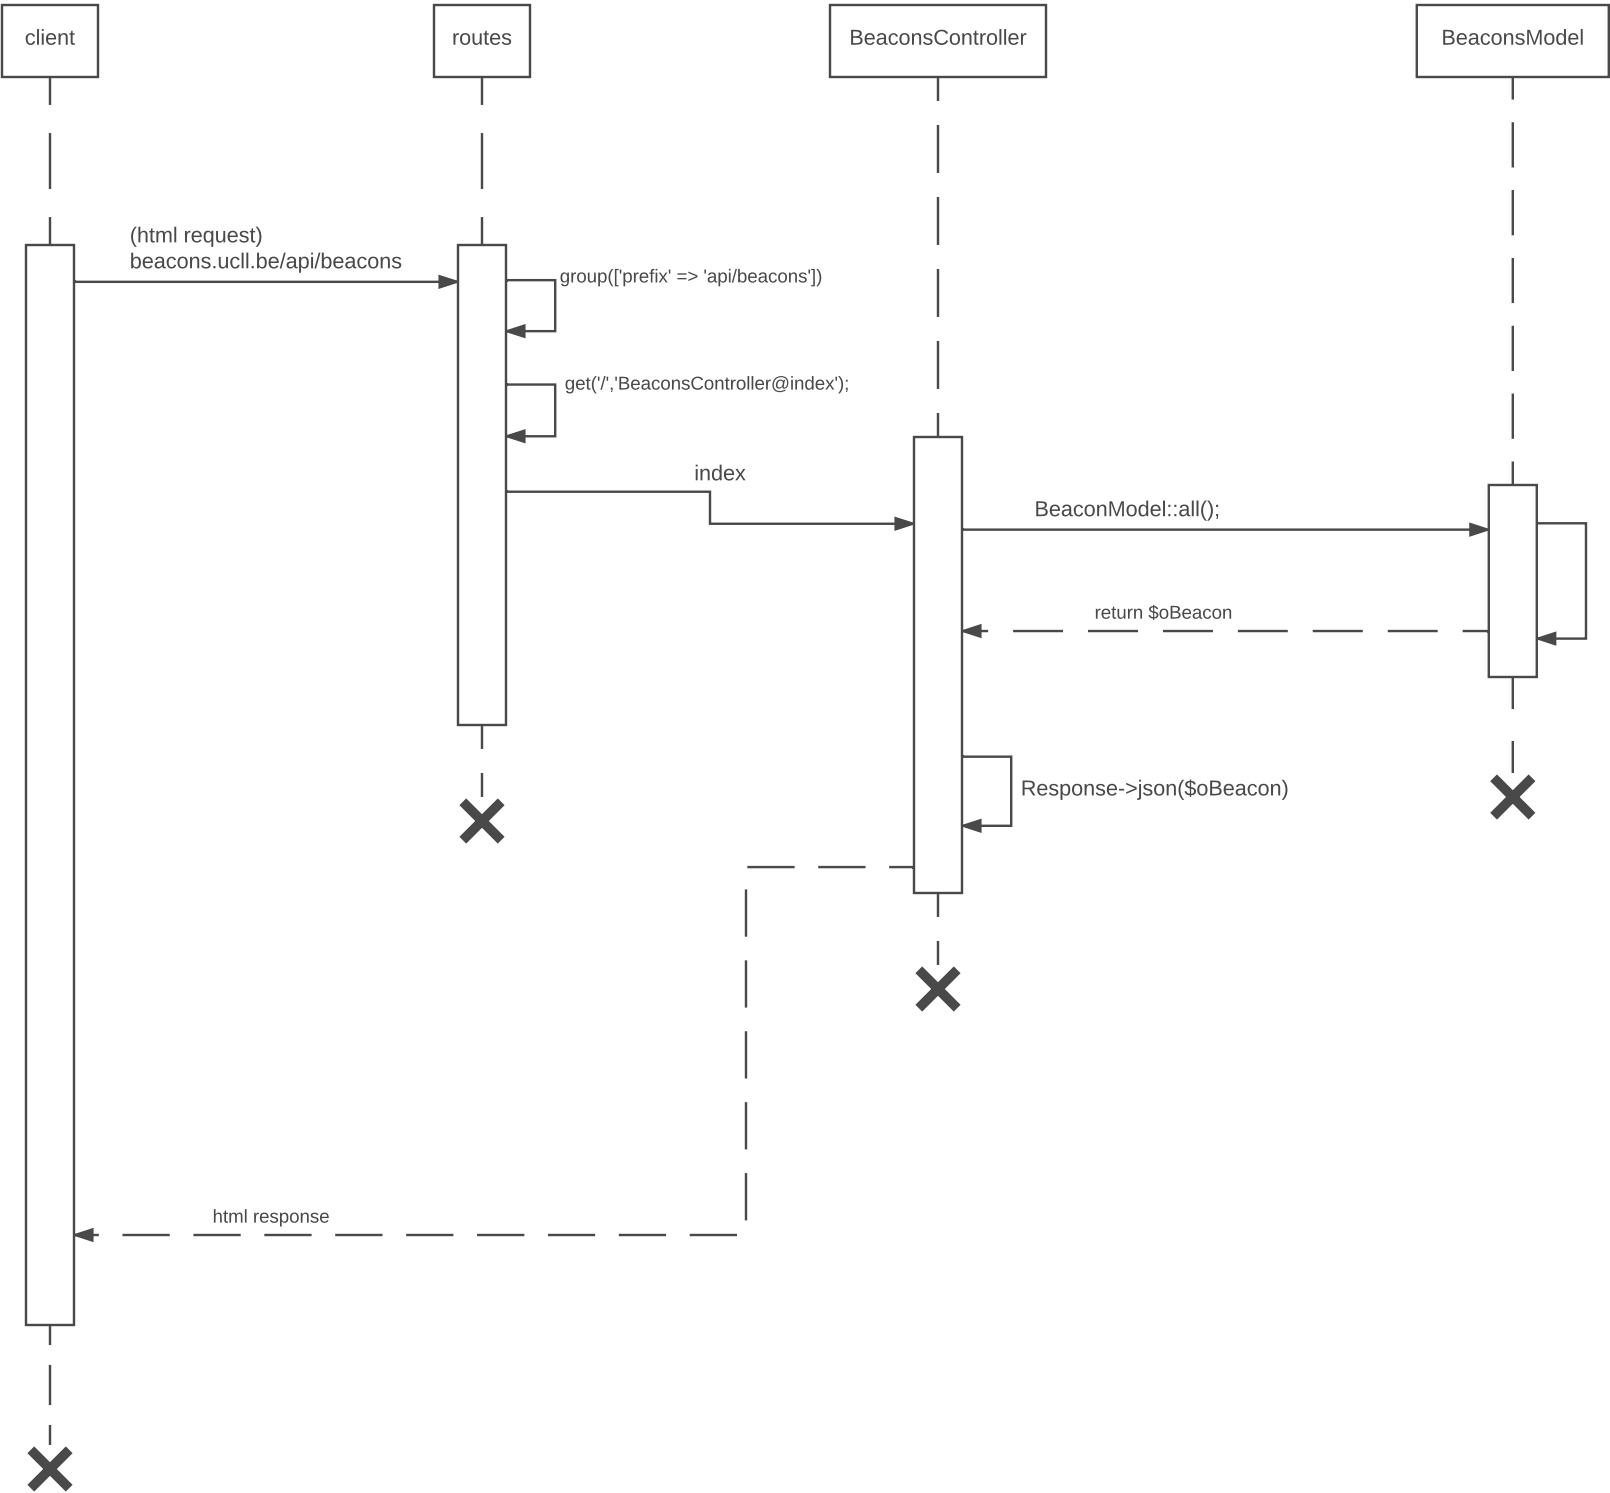 client
routes
BeaconsController
BeaconsModel
(html request)
beacons.ucll.be/api/beacons
group(['prefix' => 'api/beacons'])
get('/','BeaconsController@index');
index
BeaconModel::all();
return $oBeacon
Response->json($oBeacon)
html response